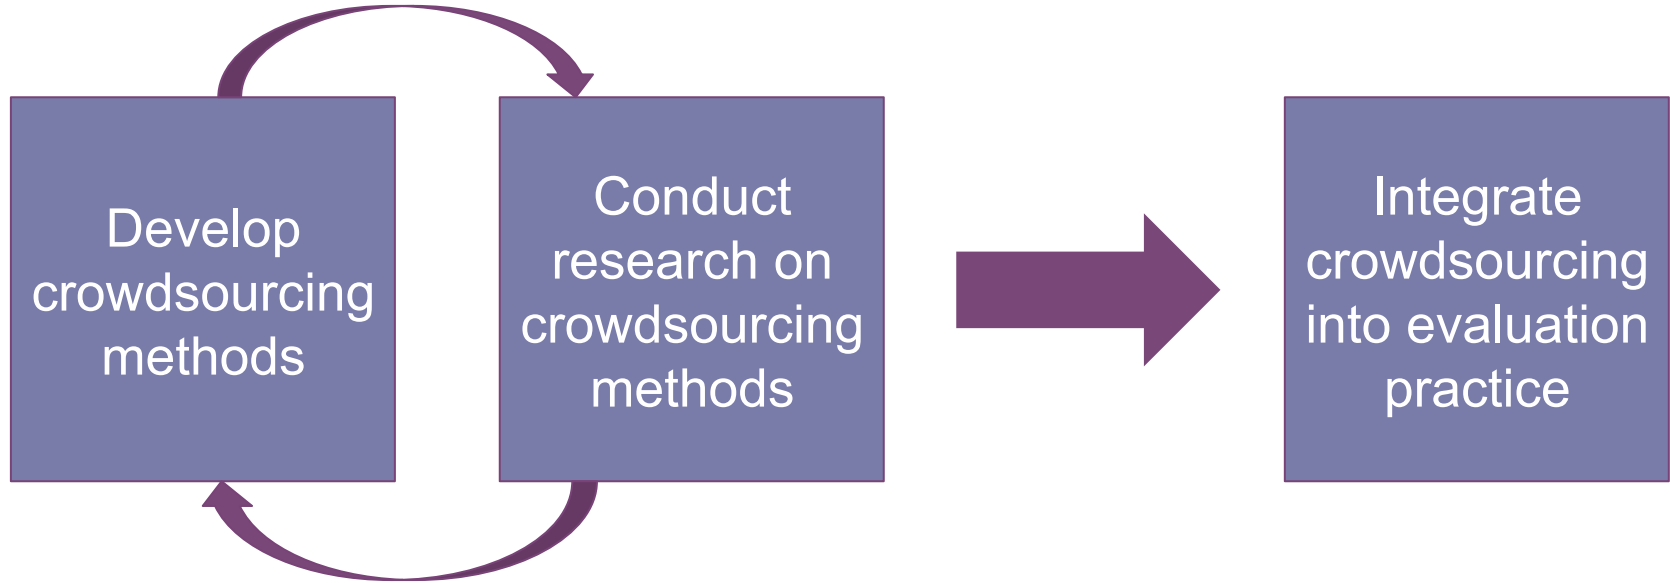 Develop
crowdsourcing
methods
Conduct
research on
crowdsourcing
methods
Integrate
crowdsourcing
into evaluation
practice